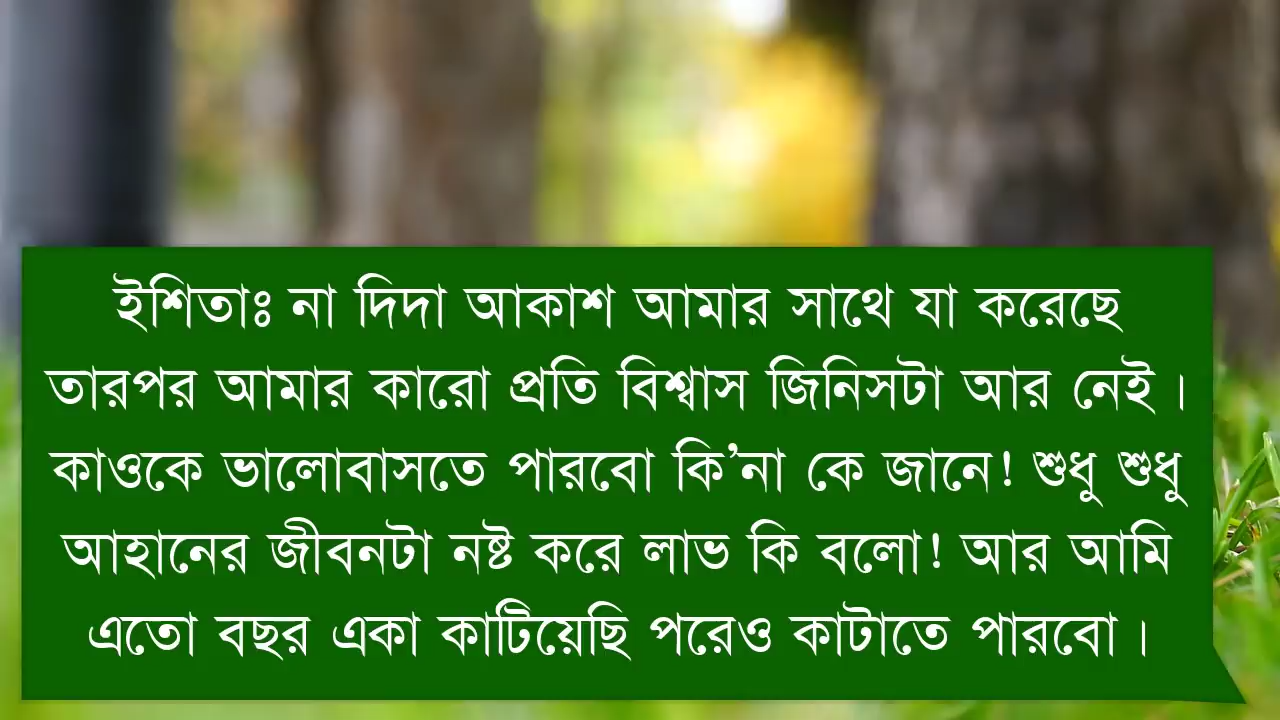 ইশিতাঃ না দিদা আকাশ আমার সাথে যা করেছে
তারপর আমার কারো প্রতি বিশ্বাস জিনিসটা আর নেই।
কাওকে ভালোবাসতে পারবো কি’না কে জানে! শুধু শুধু
আহানের জীবনটা নষ্ট করে লাভ কি বলো! আর আমি
এতো বছর একা কাটিয়েছি পরেও কাটাতে পারবো।